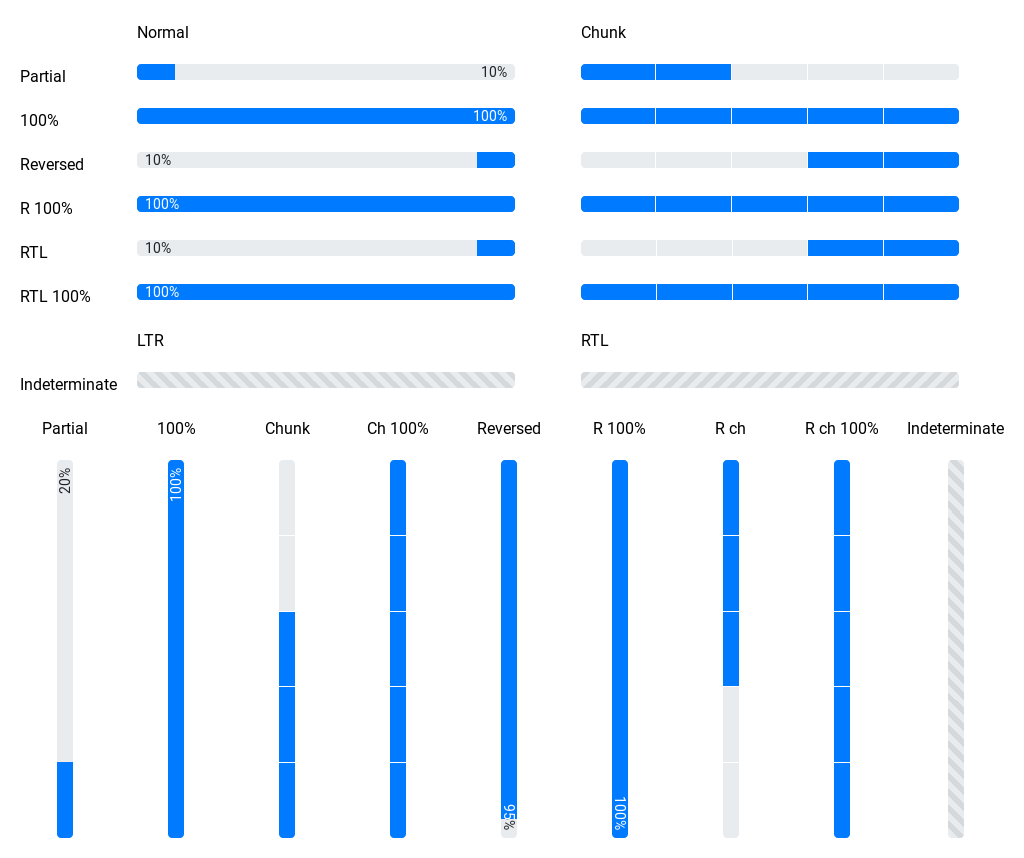 Normal Chunk
Partial 10%
100% 100%
Reversed 10%
R 100% 100%
RTL 10%
RTL 100% 100%
LTR RTL
Indeterminate
Partial 100% Chunk Ch 100% Reversed R 100% R ch R ch 100% Indeterminate
20% 100%
95% 100%